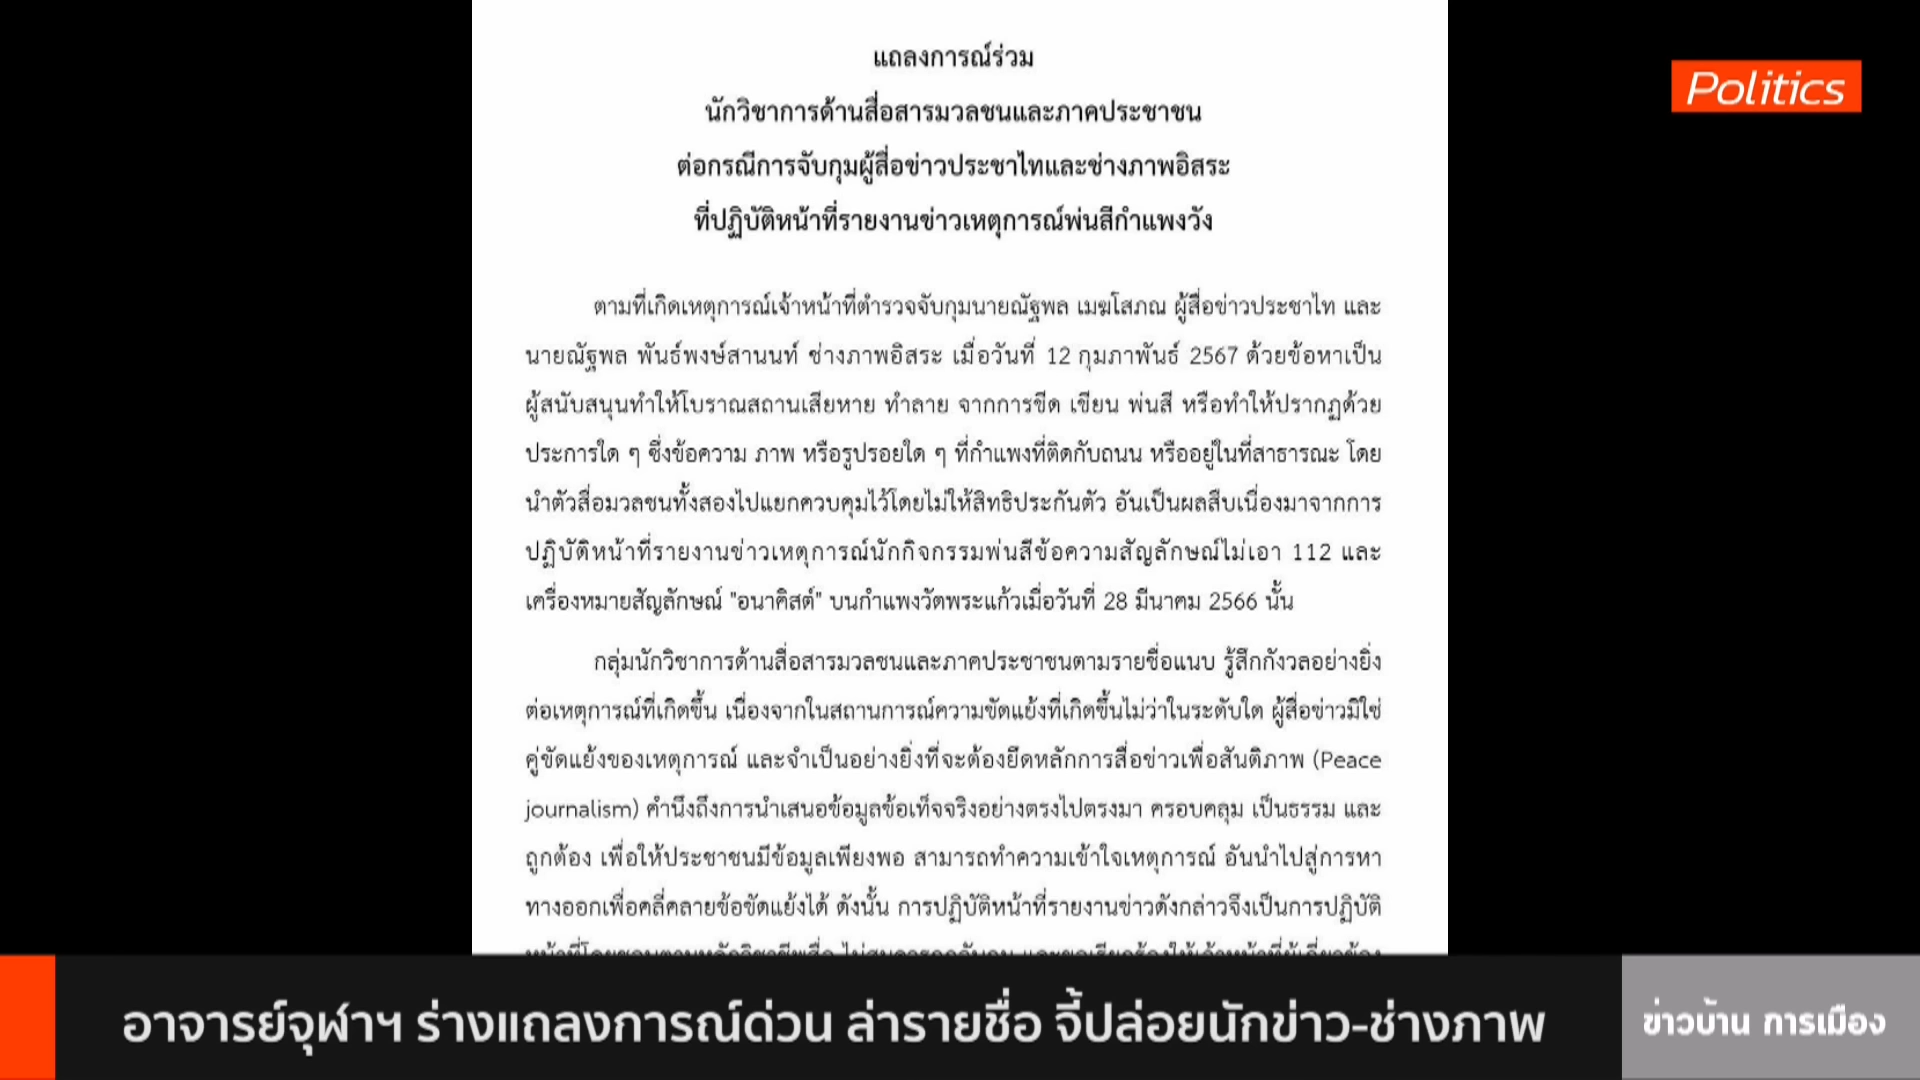 แถลงการณ์ร่วม
นักวิชาการด้านสื่อสารมวลชนและภาคประชาชน
ต่อกรณีการจับกุมผู้สื่อข่าวประชาไทและช่างภาพอิสระ
ที่ปฏิบัติหน้าที่รายงานข่าวเหตุการณ์พ่นสีกำแพงวัง
Politics
ตามที่เกิดเหตุการณ์เจ้าหน้าที่ตำรวจจับกุมนายณัฐพล เมฆโสภณ ผู้สื่อข่าวประชาไท และ
นายณัฐพล พันธ์พงษ์สานนท์ ช่างภาพอิสระ เมื่อวันที่ 12 กุมภาพันธ์ 2567 ด้วยข้อหาเป็น
ผู้สนับสนุนทำให้โบราณสถานเสียหาย ทำลาย จากการขีด เขียน พ่นสี หรือทำให้ปรากฏด้วย
ประการใด ๆ ซึ่งข้อความ ภาพ หรือรูปรอยใด ๆ ที่กำแพงที่ติดกับถนน หรืออยู่ในที่สาธารณะ โดย
นำตัวสื่อมวลชนทั้งสองไปแยกควบคุมไว้โดยไม่ให้สิทธิประกันตัว อันเป็นผลสืบเนื่องมาจากการ
ปฏิบัติหน้าที่รายงานข่าวเหตุการณ์นักกิจกรรมพ่นสีข้อความสัญลักษณ์ไม่เอา 112 และ
เครื่องหมายสัญลักษณ์ "อนาคิสต์" บนกำแพงวัดพระแก้วเมื่อวันที่ 28 มีนาคม 2566 นั้น
กลุ่มนักวิชาการด้านสื่อสารมวลชนและภาคประชาชนตามรายชื่อแนบ รู้สึกกังวลอย่างยิ่ง
ต่อเหตุการณ์ที่เกิดขึ้น เนื่องจากในสถานการณ์ความขัดแย้งที่เกิดขึ้นไม่ว่าในระดับใด ผู้สื่อข่าวมิใช่
คู่ขัดแย้งของเหตุการณ์ และจำเป็นอย่างยิ่งที่จะต้องยึดหลักการสื่อข่าวเพื่อสันติภาพ (Peace
journalism) คำนึงถึงการนำเสนอข้อมูลข้อเท็จจริงอย่างตรงไปตรงมา ครอบคลุม เป็นธรรม และ
ถูกต้อง เพื่อให้ประชาชนมีข้อมูลเพียงพอ สามารถทำความเข้าใจเหตุการณ์ อันนำไปสู่การหา
ทางออกเพื่อคลี่คลายข้อขัดแย้งได้ ดังนั้น การปฏิบัติหน้าที่รายงานข่าวดังกล่าวจึงเป็นการปฏิบัติ
อาจารย์จุฬาฯ ร่างแถลงการณ์ด่วน ล่ารายชื่อ จี้ปล่อยนักข่าว-ช่างภาพ
ข่าวบ้าน การเมือง